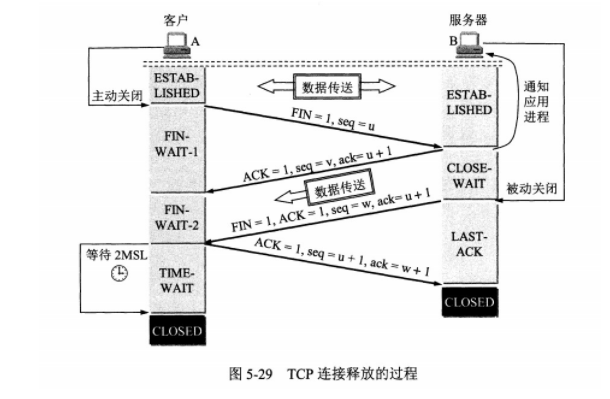 客户
服务器
A
B
ESTAB-
LISHED
数据传送
ESTAB-
LISHED
通知
应用
进程
主动关闭
FIN = 1, seq = u
FIN-
WAIT-1
ACK = 1, seq = v, ack= u + 1
CLOSE-
WAIT
数据传送
被动关闭
FIN-
WAIT-2
FIN = 1, ACK = 1, seq = w, ack= u + 1
LAST-
ACK
等待 2MSL
ACK = 1, seq = u + 1, ack = w + 1
TIME-
WAIT
CLOSED
CLOSED
图 5-29 TCP 连接释放的过程